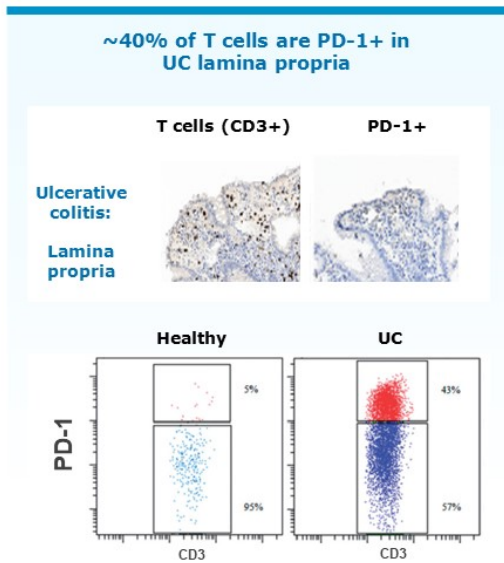 ~40% of T cells are PD-1+ in
UC lamina propria
T cells (CD3+) PD-1+
Ulcerative
colitis:
Lamina
propria
Healthy UC
5% 43%
PD-1
95% 57%
CD3 CD3